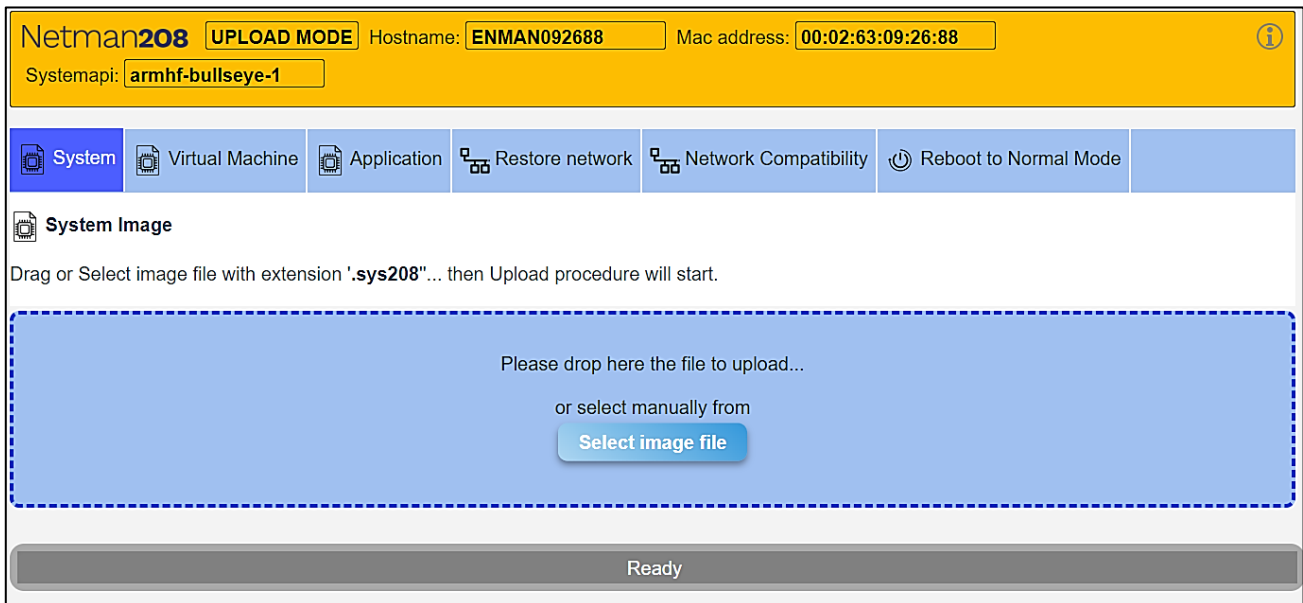 Netman208 UPLOAD MODE Hostname: ENMAN092688 Mac address: 00:02:63:09:26:88
Systemapi: armhf-bullseye-1
System Virtual Machine Application Restore network Network Compatibility Reboot to Normal Mode
System Image
Drag or Select image file with extension '.sys208"... then Upload procedure will start.
Please drop here the file to upload...
or select manually from
Select image file
Ready